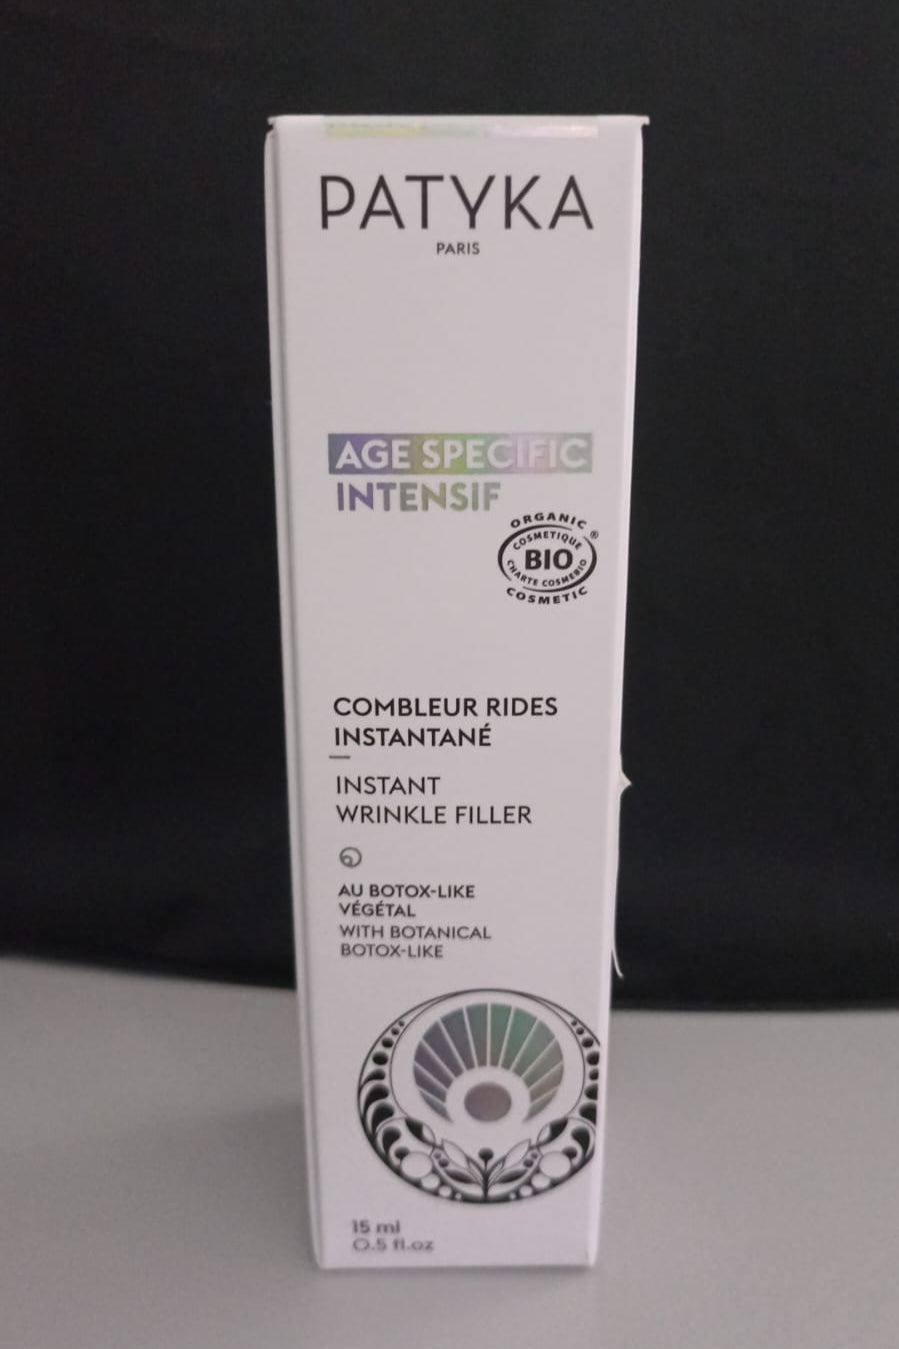 PATYKA
PARIS
AGE SPECIFIC
INTENSIF
ORGANIC
COSMETIQUE ®
BIO
CHARTE COSMEBIO
COSMETIC
COMBLEUR RIDES
INSTANTANÉ
INSTANT
WRINKLE FILLER
AU BOTOX-LIKE
VÉGÉTAL
WITH BOTANICAL
BOTOX-LIKE
15 ml
0.5 fl.oz